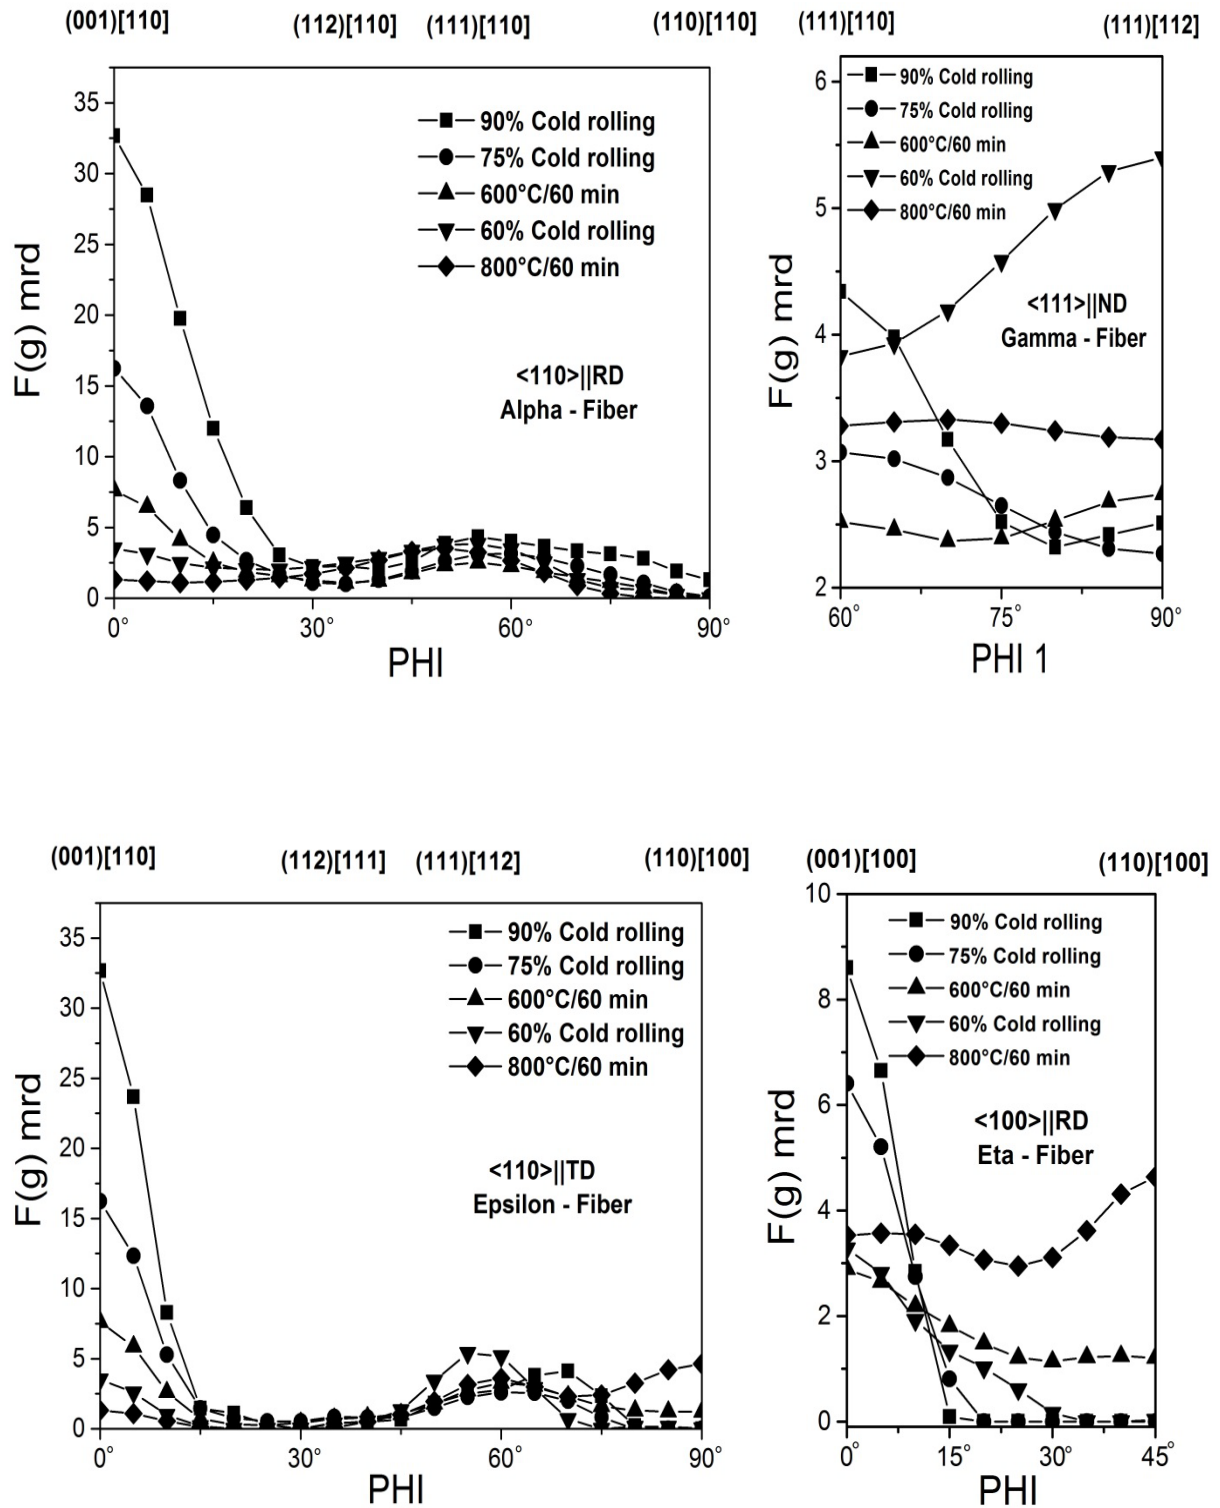 (001)[110]
(112)[110]
(111)[110]
(110)[110]
35
30
25
20
15
10
5
0
F(g) mrd
90% Cold rolling
75% Cold rolling
600°C/60 min
60% Cold rolling
800°C/60 min
<110>||RD
Alpha - Fiber
0°
30°
60°
90°
PHI
(111)[110]
(111)[112]
6
5
4
3
2
F(g) mrd
90% Cold rolling
75% Cold rolling
600°C/60 min
60% Cold rolling
800°C/60 min
<111>||ND
Gamma - Fiber
60°
75°
90°
PHI 1
(001)[110]
(112)[111]
(111)[112]
(110)[100]
35
30
25
20
15
10
5
0
F(g) mrd
90% Cold rolling
75% Cold rolling
600°C/60 min
60% Cold rolling
800°C/60 min
<110>||TD
Epsilon - Fiber
0°
30°
60°
90°
PHI
(001)[100]
(110)[100]
10
8
6
4
2
0
F(g) mrd
90% Cold rolling
75% Cold rolling
600°C/60 min
60% Cold rolling
800°C/60 min
<100>||RD
Eta - Fiber
0°
15°
30°
45°
PHI